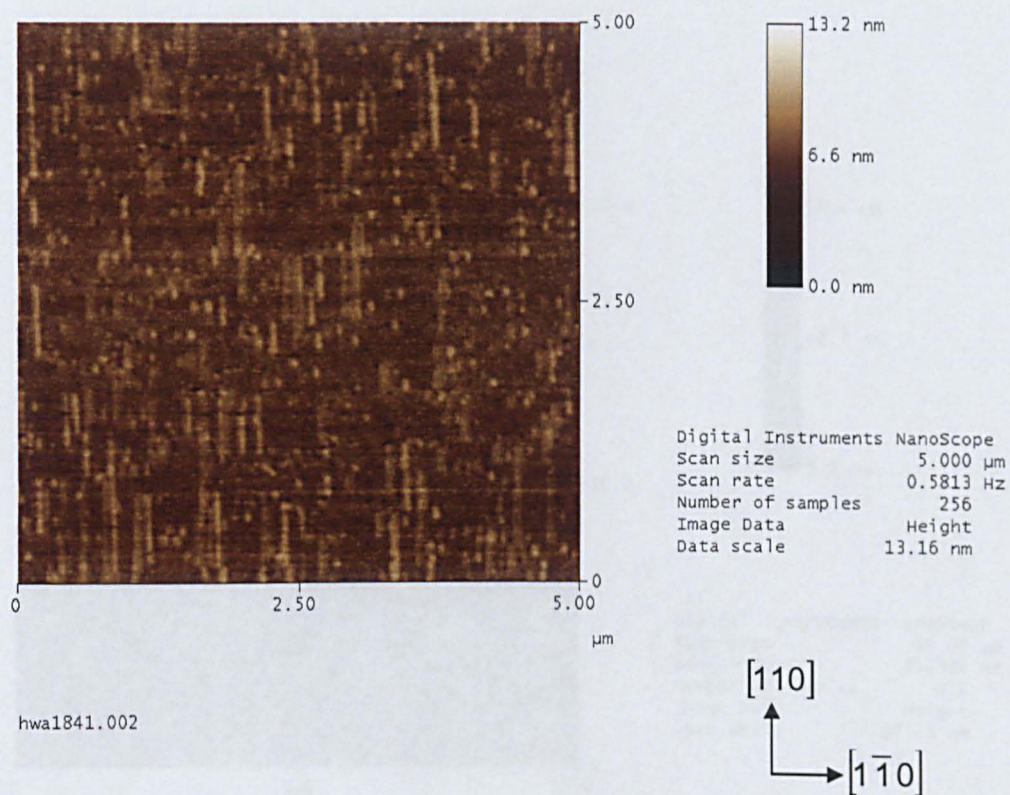 5.00
2.50
0
0
2.50
5.00
µm
13.2 nm
6.6 nm
0.0 nm
Digital Instruments NanoScope
Scan size 5.000 µm
Scan rate 0.5813 Hz
Number of samples 256
Image Data Height
Data scale 13.16 nm
hwa1841.002
[110]
[11̄0]